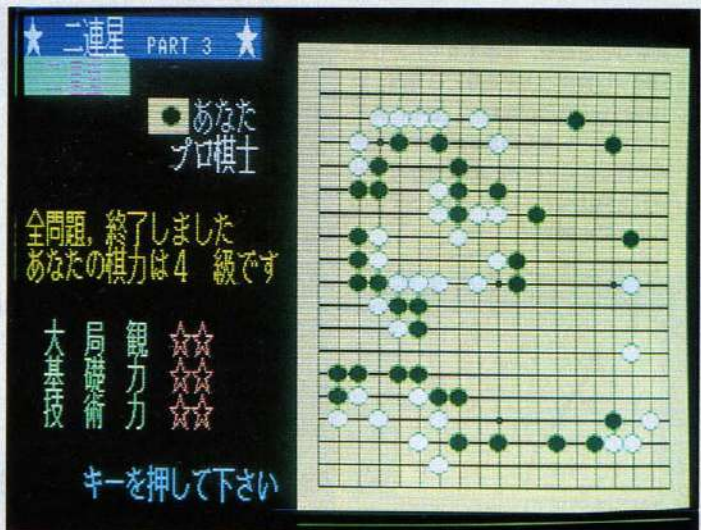 ★ 二連星 PART 3 ★
●あなた
プロ棋士
全問題,終了しました
あなたの棋力は4 級です
大局観 ☆☆
基礎力 ☆☆
技術力 ☆☆
キーを押して下さい